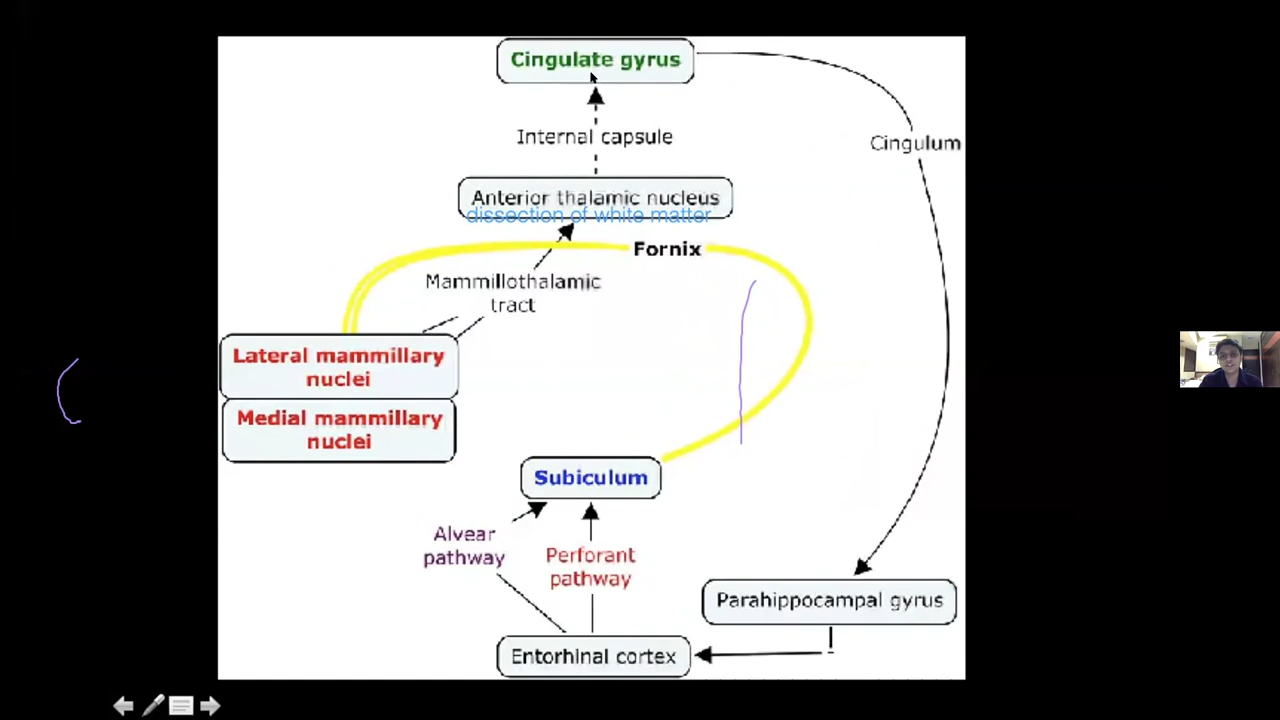 Cingulate gyrus
Internal capsule
Cingulum
Anterior thalamic nucleus
dissection of white matter
Fornix
Mammillothalamic
tract
Lateral mammillary
nuclei
Medial mammillary
nuclei
Subiculum
Alvear
pathway
Perforant
pathway
Parahippocampal gyrus
Entorhinal cortex